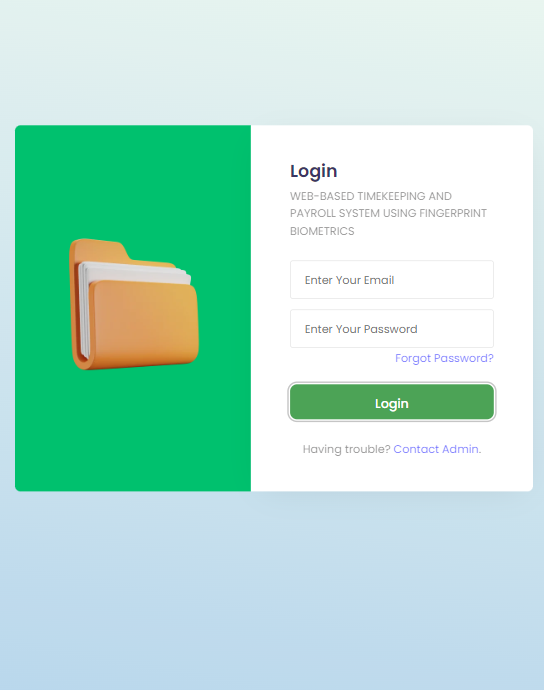 Login
WEB-BASED TIMEKEEPING AND
PAYROLL SYSTEM USING FINGERPRINT
BIOMETRICS
Enter Your Email
Enter Your Password
Forgot Password?
Login
Having trouble? Contact Admin.